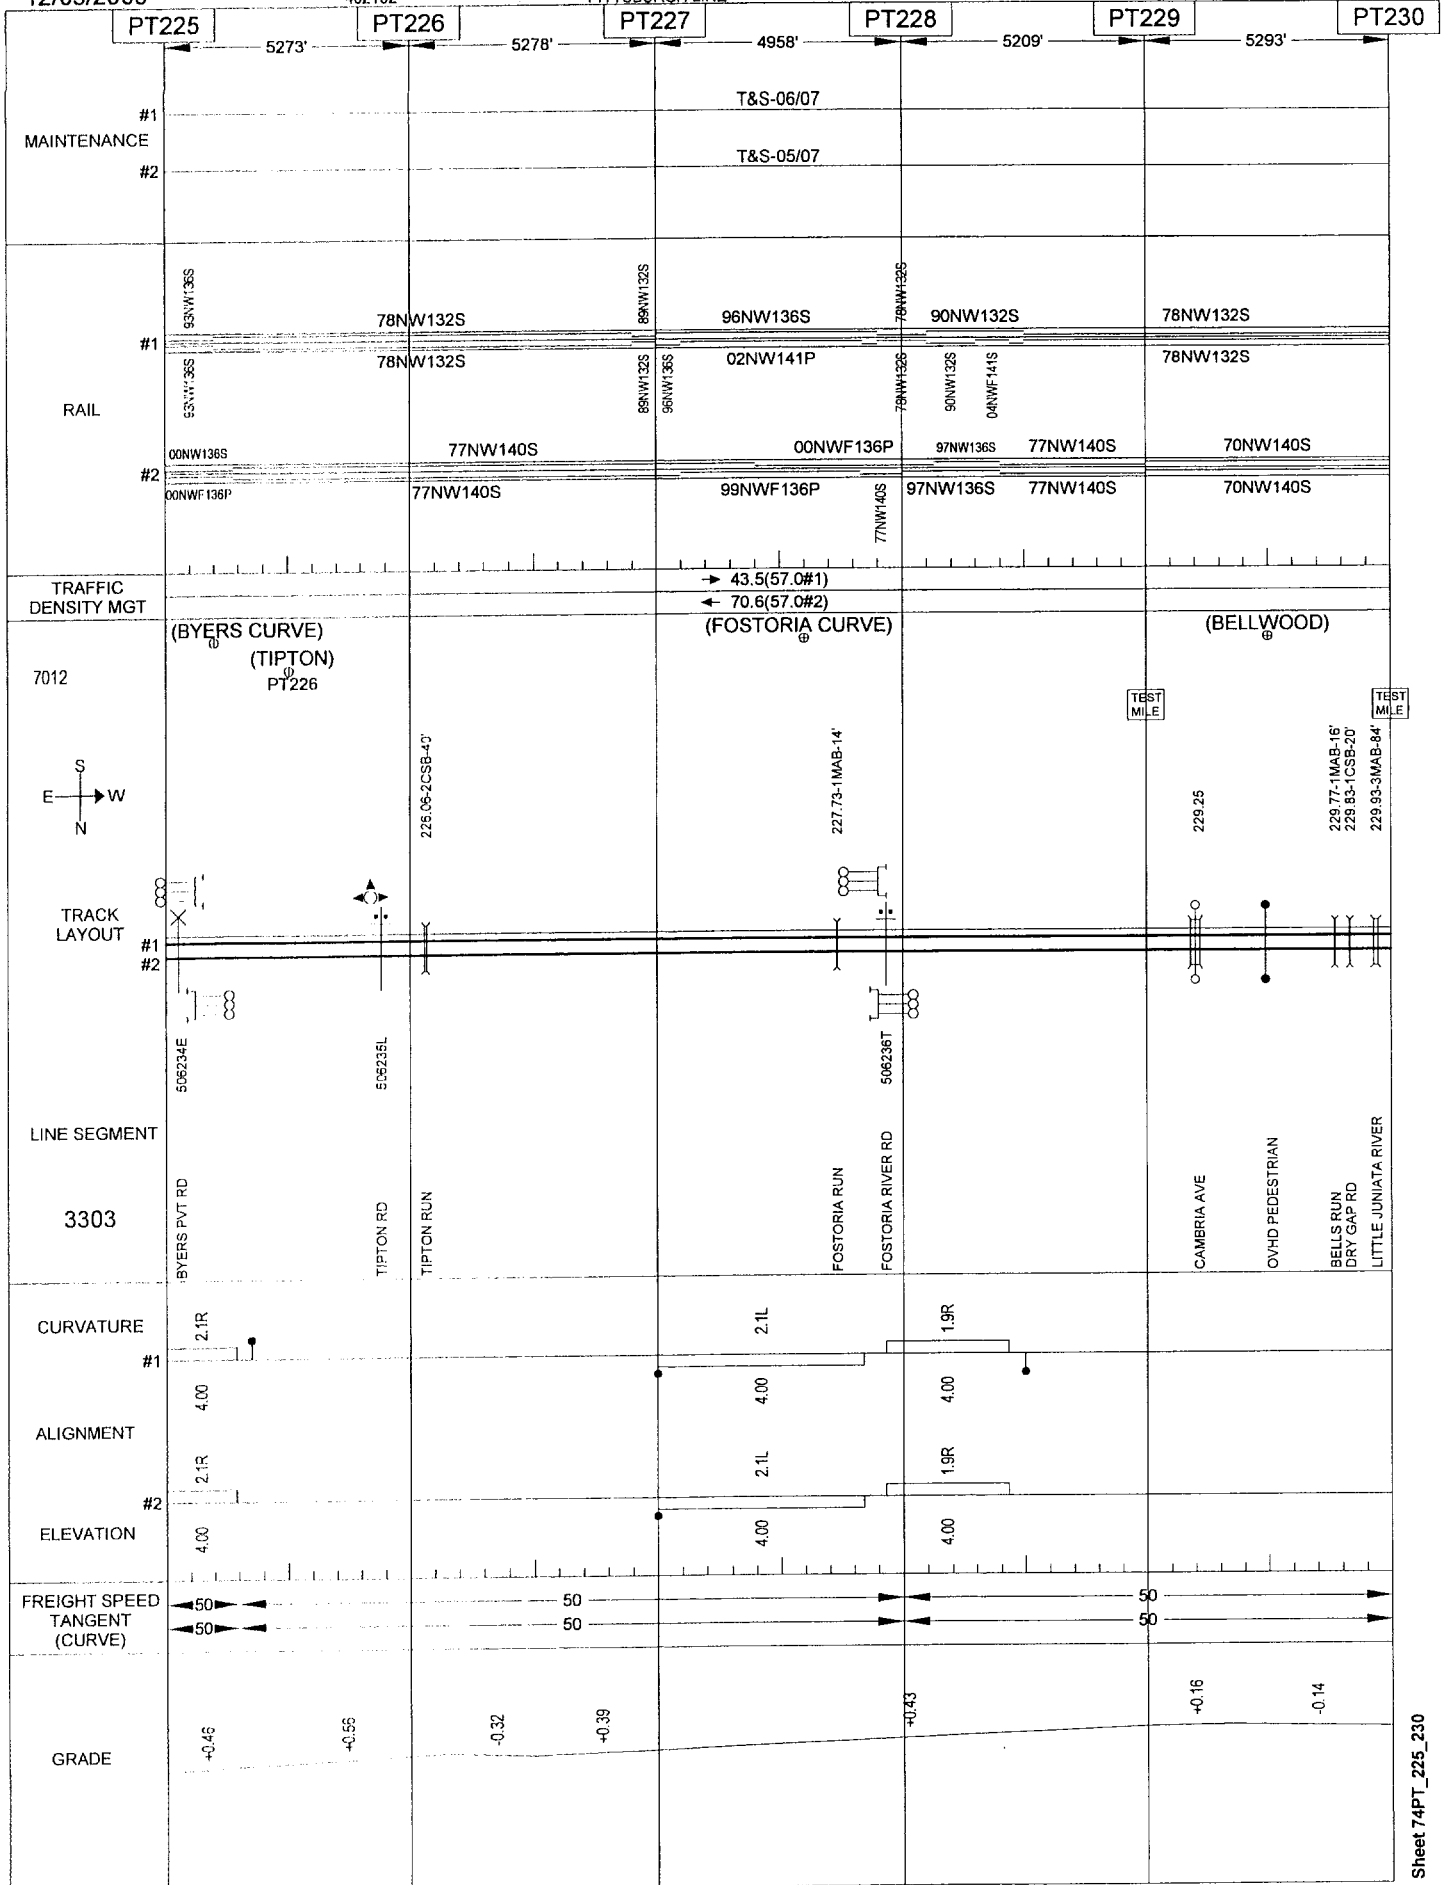 PT225
PT226
PT227
PT228
PT229
PT230
5273'
5278'
4958'
5209'
5293'
MAINTENANCE
#1
T&S-06/07
#2
T&S-05/07
RAIL
93NW136S
78NW132S
89NW132S
96NW136S
78NW132S
90NW132S
78NW132S
#1
93NW136S
78NW132S
89NW132S
96NW136S
02NW141P
78NW132S
90NW132S
04NWF141S
78NW132S
00NW136S
77NW140S
00NWF136P
97NW136S
77NW140S
70NW140S
#2
00NWF136P
77NW140S
99NWF136P
77NW140S
97NW136S
77NW140S
70NW140S
TRAFFIC
DENSITY MGT
43.5(57.0#1)
70.6(57.0#2)
(BYERS CURVE)
(TIPTON)
PT226
(FOSTORIA CURVE)
(BELLWOOD)
7012
TEST
MILE
TEST
MILE
S
E W
N
226.06-2CSB-40'
227.73-1MAB-14'
229.25
229.77-1MAB-16'
229.83-1CSB-20'
229.93-3MAB-84'
TRACK
LAYOUT
#1
#2
506234E
506235L
506236T
LINE SEGMENT
3303
BYERS PVT RD
TIPTON RD
TIPTON RUN
FOSTORIA RUN
FOSTORIA RIVER RD
CAMBRIA AVE
OVHD PEDESTRIAN
BELLS RUN
DRY GAP RD
LITTLE JUNIATA RIVER
CURVATURE
#1
2.1R
2.1L
1.9R
4.00
4.00
4.00
ALIGNMENT
2.1R
2.1L
1.9R
#2
ELEVATION
4.00
4.00
4.00
FREIGHT SPEED
TANGENT
(CURVE)
50
50
50
50
50
50
GRADE
+0.46
+0.56
-0.32
+0.39
+0.43
+0.16
-0.14
Sheet 74PT_225_230